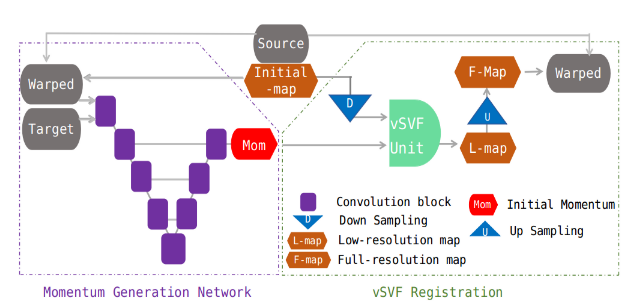 Source
Initial
-map
Warped
Target
D
vSVF
Unit
F-Map
Warped
U
L-map
Mom
Convolution block
D
Down Sampling
L-map
Low-resolution map
F-map
Full-resolution map
Mom
Initial Momentum
U
Up Sampling
Momentum Generation Network
vSVF Registration